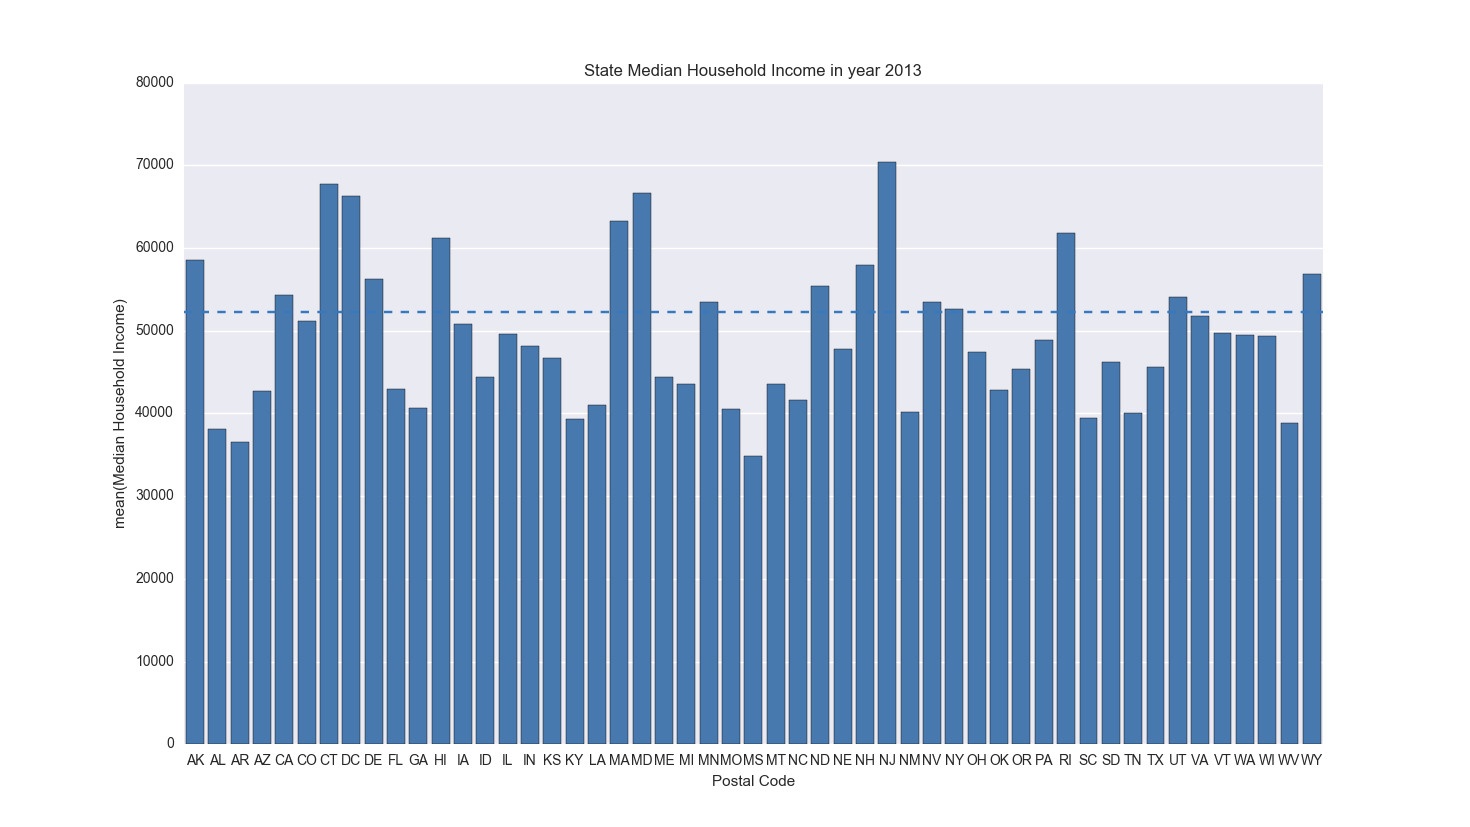 State Median Household Income in year 2013
80000
70000
60000
50000
40000
30000
20000
10000
0
mean(Median Household Income)
AK AL AR AZ CA CO CT DC DE FL GA HI IA ID IL IN KS KY LA MA MD ME MI MN MO MS MT NC ND NE NH NJ NM NV NY OH OK OR PA RI SC SD TN TX UT VA VT WA WI WV WY
Postal Code